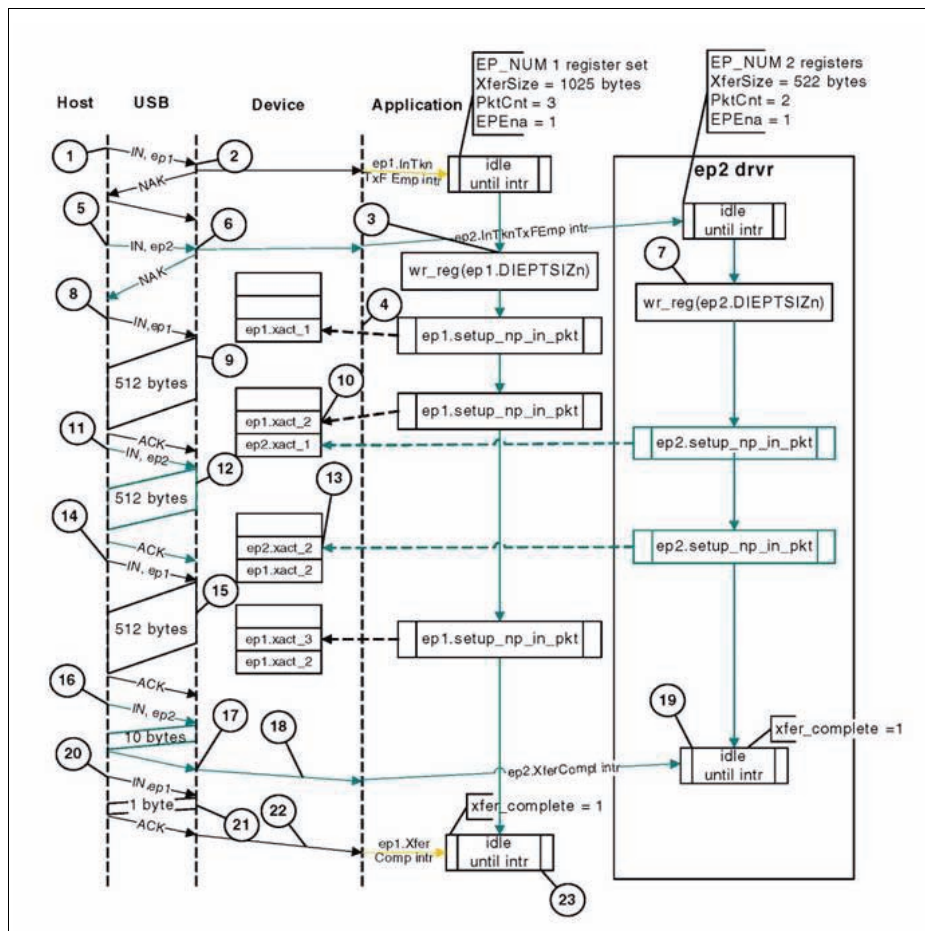 EP_NUM 1 register set
XferSize = 1025 bytes
PktCnt = 3
EPEna = 1
EP_NUM 2 registers
XferSize = 522 bytes
PktCnt = 2
EPEna = 1
Host
USB
Device
Application
1
IN, ep1
2
ep1.InTkn
TxF Emp intr
idle
until intr
ep2 drvr
NAK
5
6
3
IN, ep2
ep2.InTknTxFEmp intr
idle
until intr
7
wr_reg(ep1.DIEPTSIZn)
wr_reg(ep2.DIEPTSIZn)
NAK
8
4
IN,ep1
ep1.xact_1
ep1.setup_np_in_pkt
9
512 bytes
10
ep1.xact_2
ep1.setup_np_in_pkt
11
ACK
ep2.xact_1
ep2.setup_np_in_pkt
IN, ep2
12
512 bytes
13
14
ACK
ep2.xact_2
ep2.setup_np_in_pkt
IN, ep1
ep1.xact_2
15
512 bytes
ep1.xact_3
ep1.setup_np_in_pkt
ep1.xact_2
ACK
16
IN, ep2
17
18
19
xfer_complete =1
10 bytes
idle
until intr
20
ep2.XferCompl intr
IN,ep1
1 byte
21
22
xfer_complete = 1
ACK
ep1.Xfer
Comp intr
idle
until intr
23